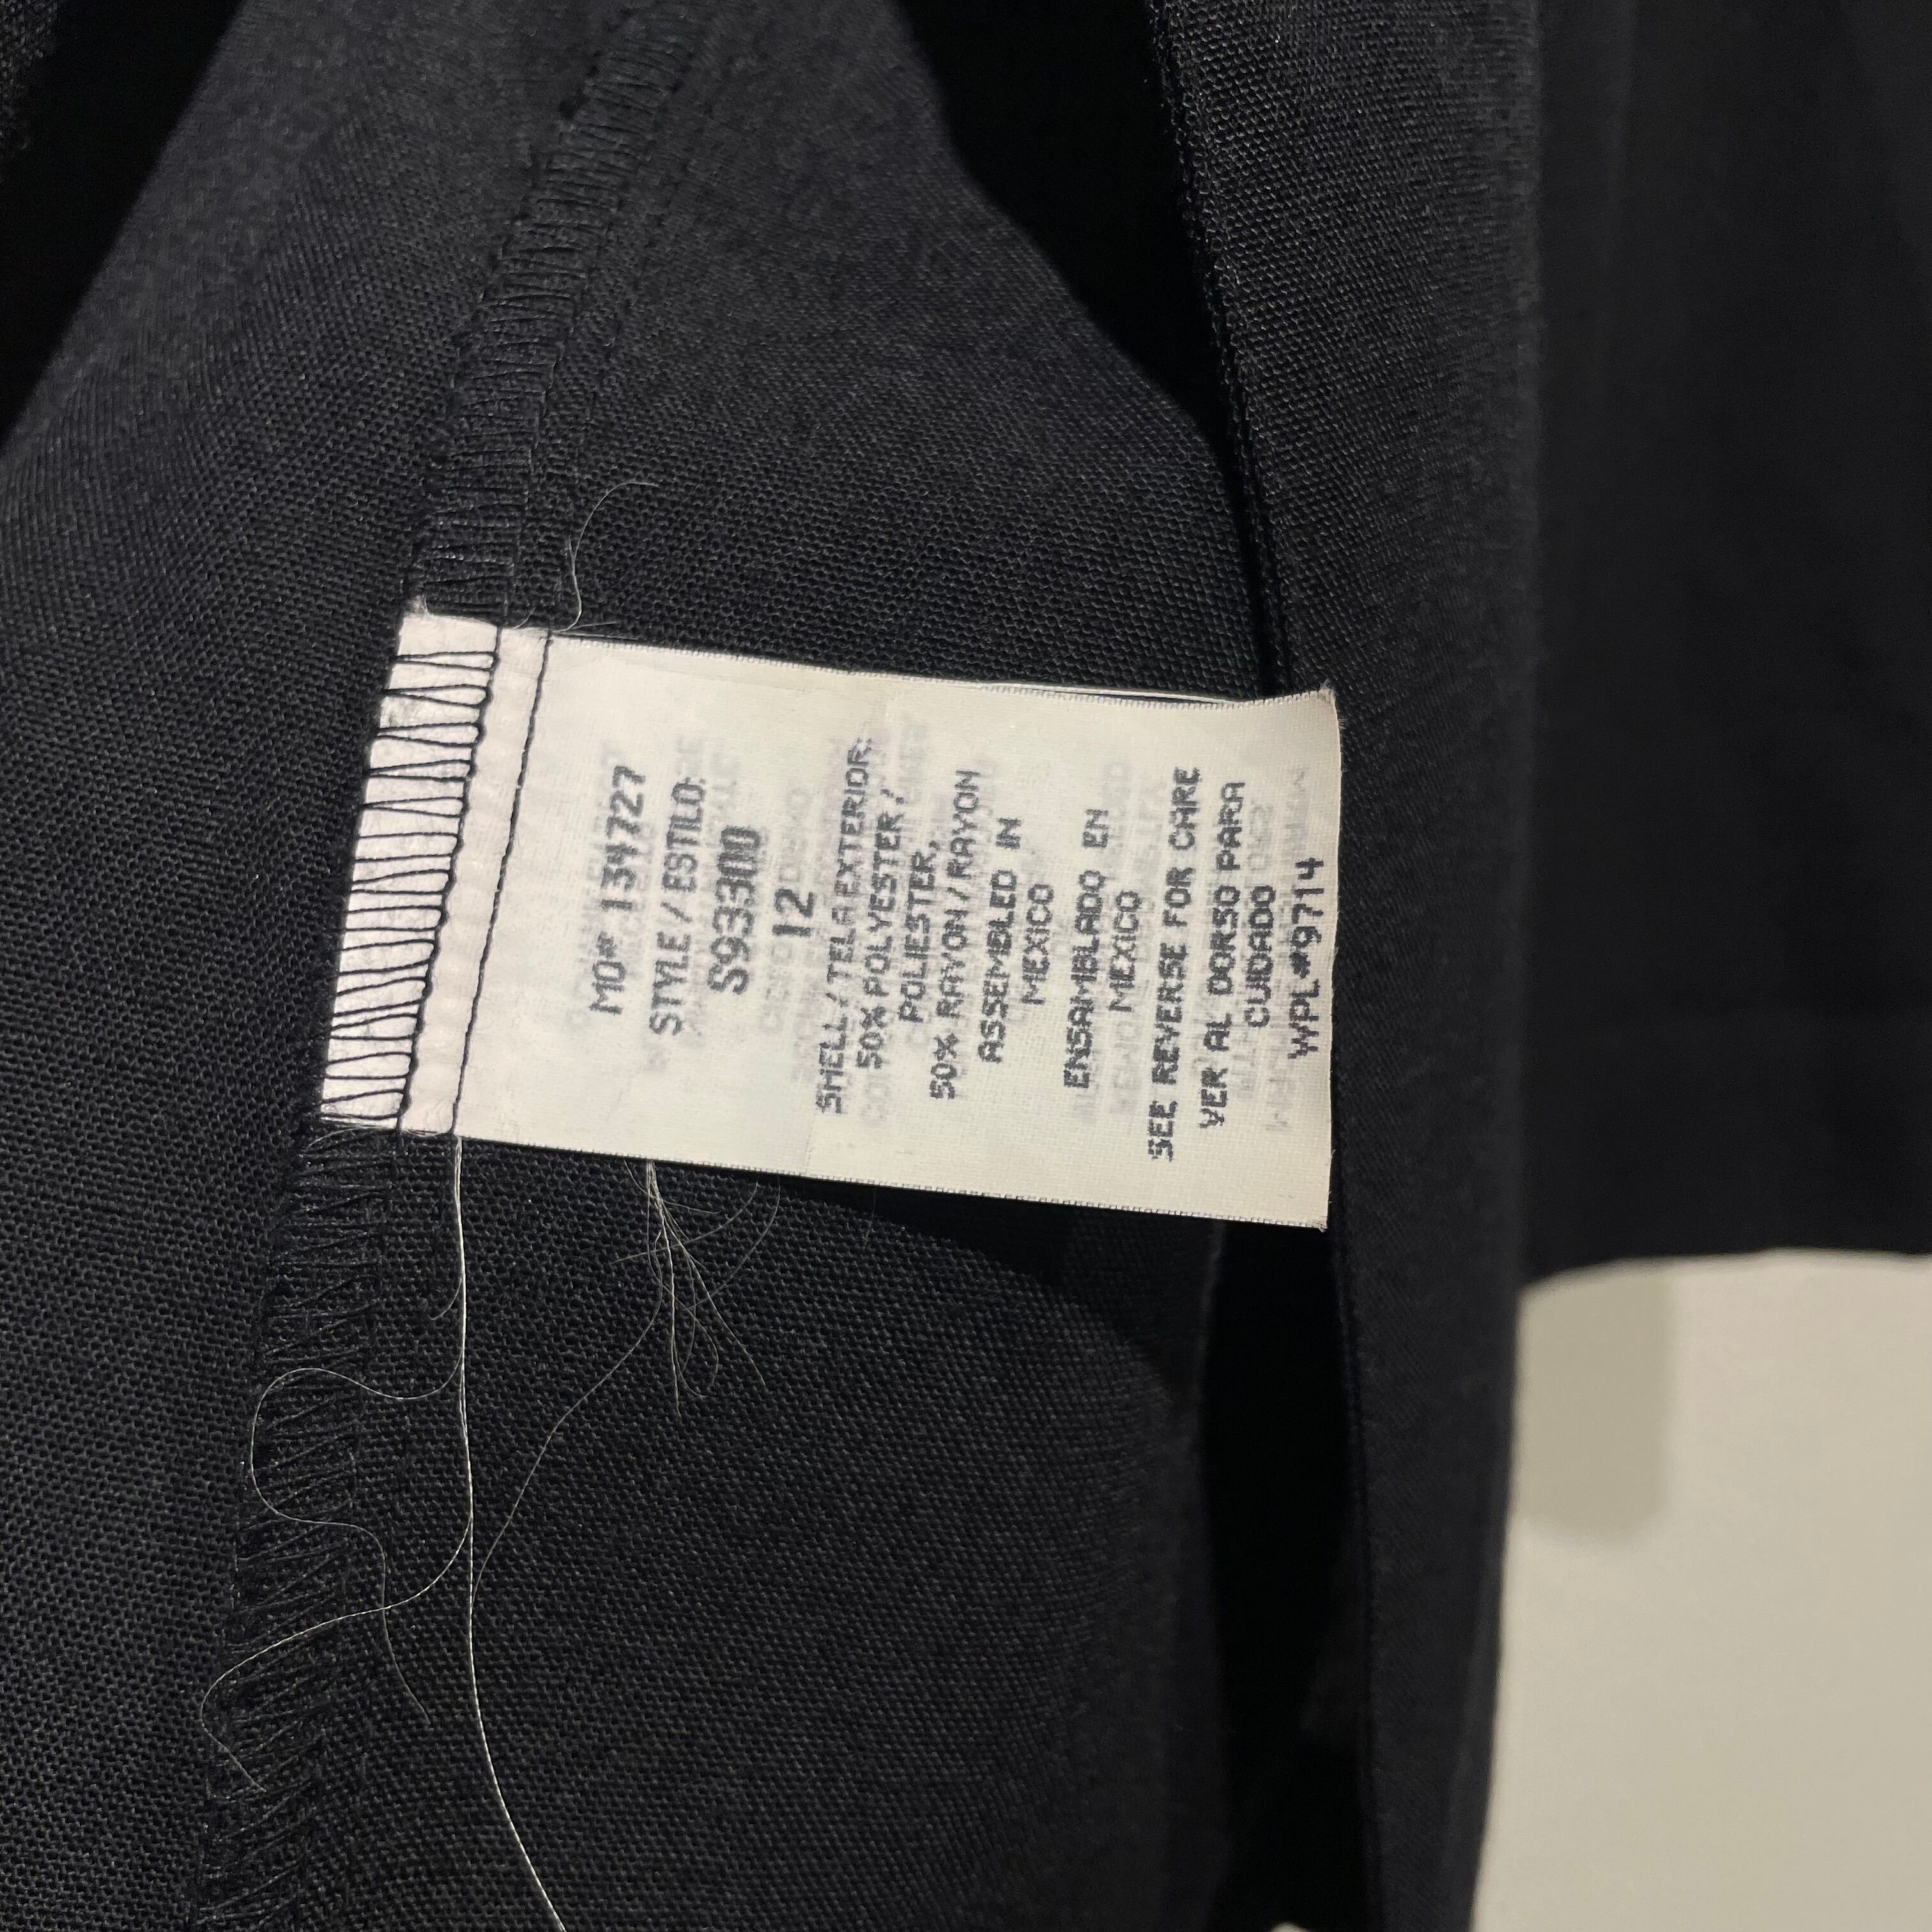 MO# 134727
STYLE / ESTILO:
S93300
12
SHELL / TELA EXTERIOR:
50% POLYESTER /
POLIESTER,
50% RAYON / RAYON
ASSEMBLED IN
MEXICO
ENSAMBLADO EN
MEXICO
SEE REVERSE FOR CARE
VER AL DORSO PARA
CUIDADO
WPL#9714